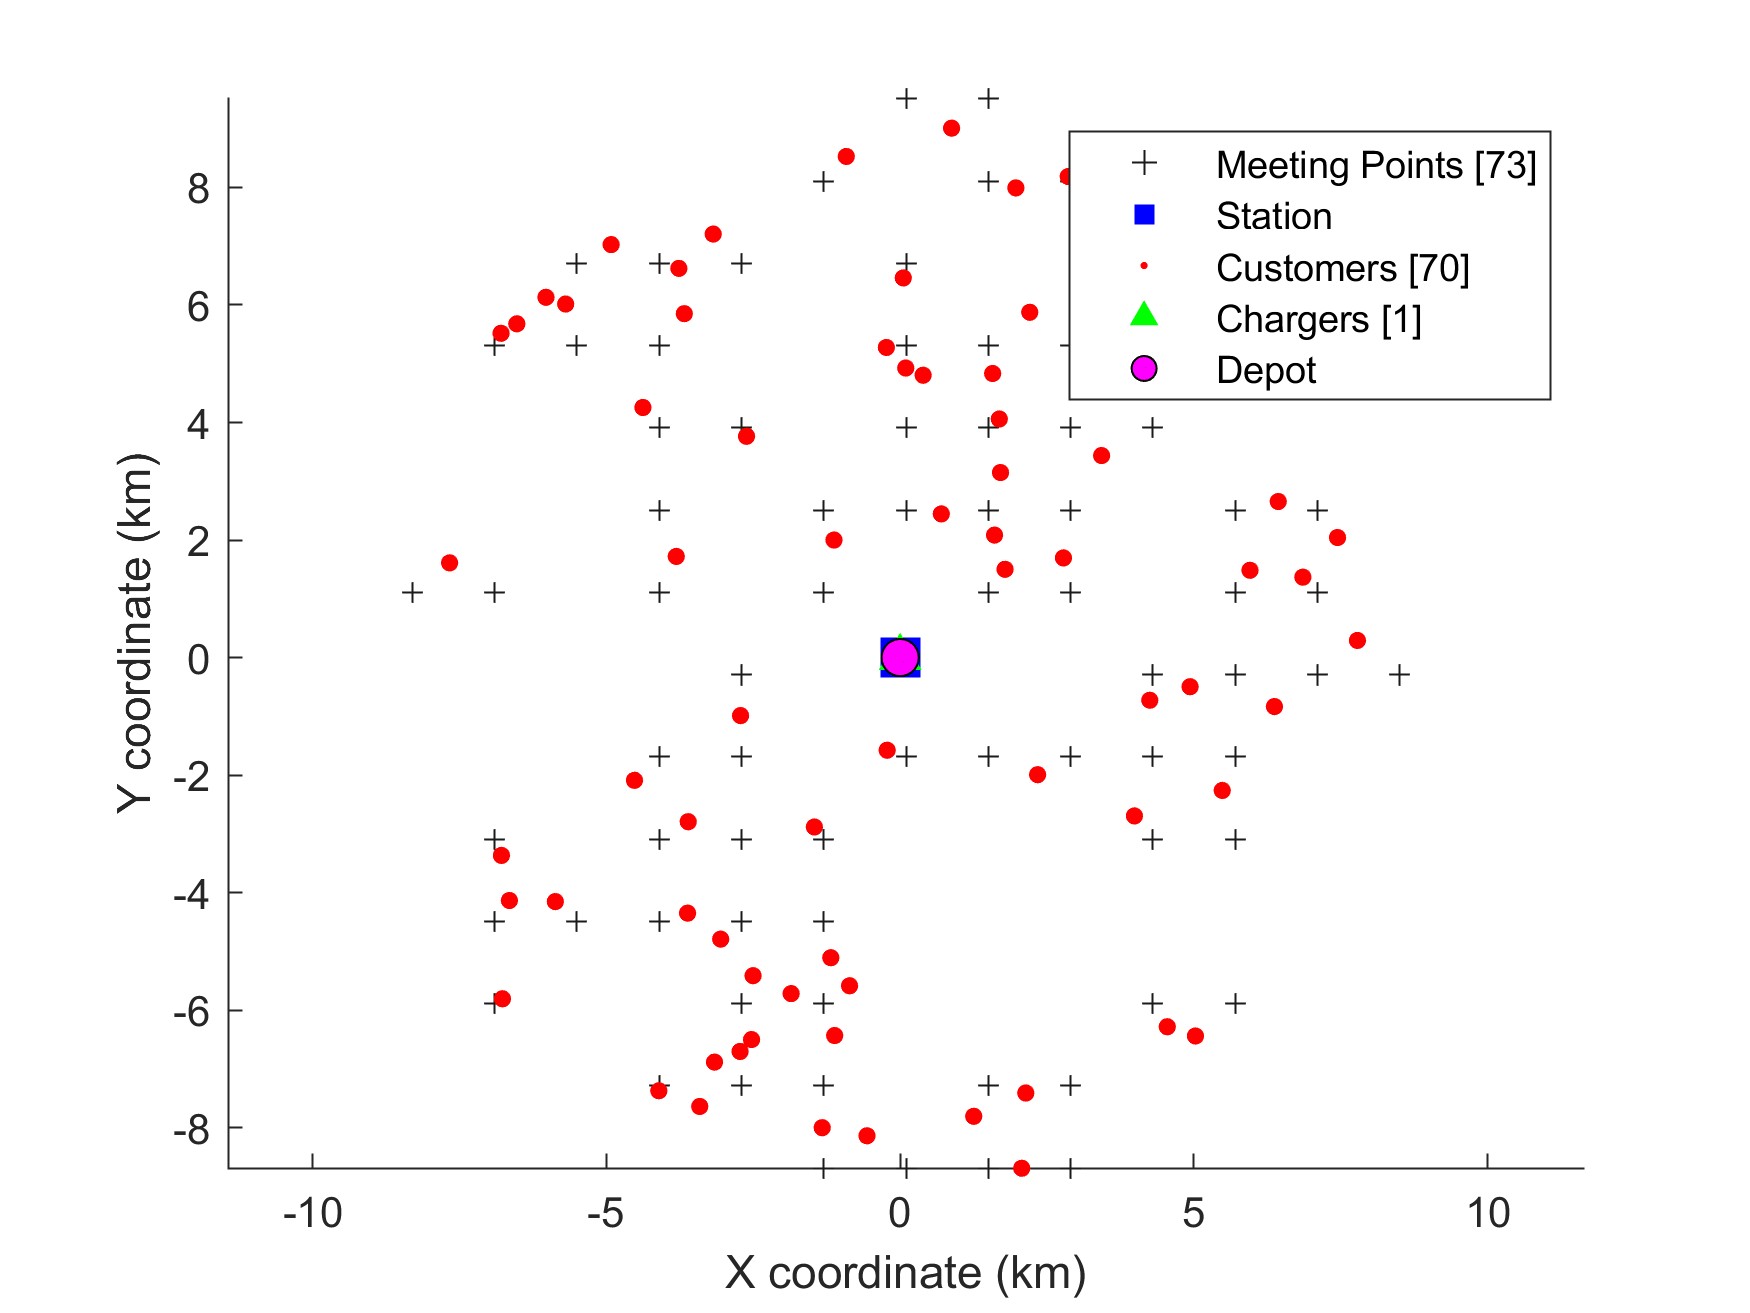 Meeting Points [73]
Station
Customers [70]
Chargers [1]
Depot
8
6
4
2
0
-2
-4
-6
-8
Y coordinate (km)
-10
-5
0
5
10
X coordinate (km)